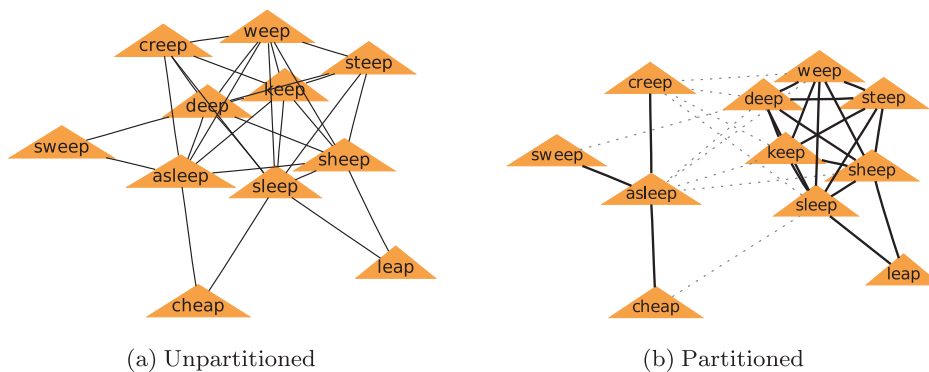 weep
creep
steep
keep
deep
sweep
sheep
asleep
sleep
leap
cheap
(a) Unpartitioned
weep
creep
deep
steep
keep
sweep
sheep
asleep
sleep
leap
cheap
(b) Partitioned